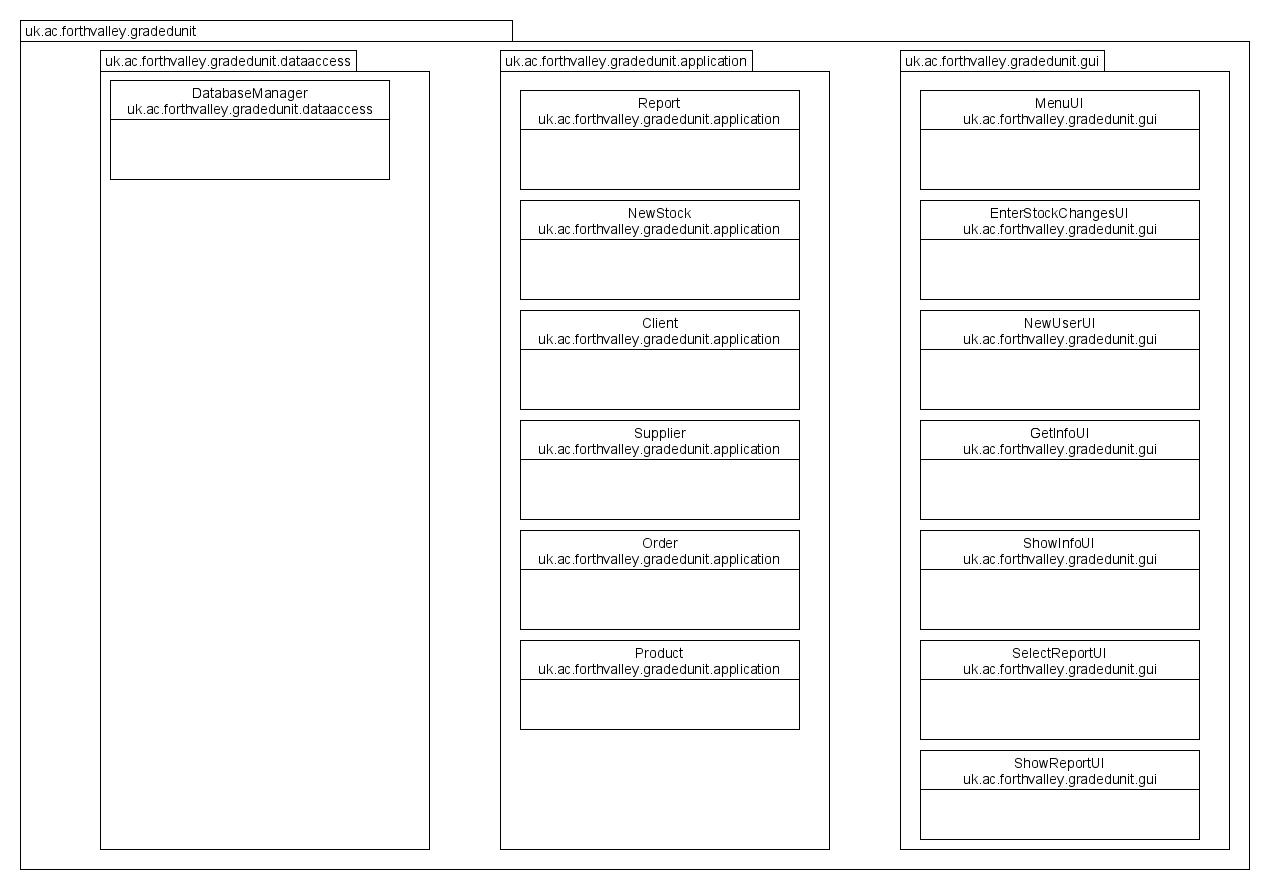 uk.ac.forthvalley.gradedunit
uk.ac.forthvalley.gradedunit.dataaccess
DatabaseManager
uk.ac.forthvalley.gradedunit.dataaccess
uk.ac.forthvalley.gradedunit.application
Report
uk.ac.forthvalley.gradedunit.application
NewStock
uk.ac.forthvalley.gradedunit.application
Client
uk.ac.forthvalley.gradedunit.application
Supplier
uk.ac.forthvalley.gradedunit.application
Order
uk.ac.forthvalley.gradedunit.application
Product
uk.ac.forthvalley.gradedunit.application
uk.ac.forthvalley.gradedunit.gui
MenuUI
uk.ac.forthvalley.gradedunit.gui
EnterStockChangesUI
uk.ac.forthvalley.gradedunit.gui
NewUserUI
uk.ac.forthvalley.gradedunit.gui
GetInfoUI
uk.ac.forthvalley.gradedunit.gui
ShowInfoUI
uk.ac.forthvalley.gradedunit.gui
SelectReportUI
uk.ac.forthvalley.gradedunit.gui
ShowReportUI
uk.ac.forthvalley.gradedunit.gui